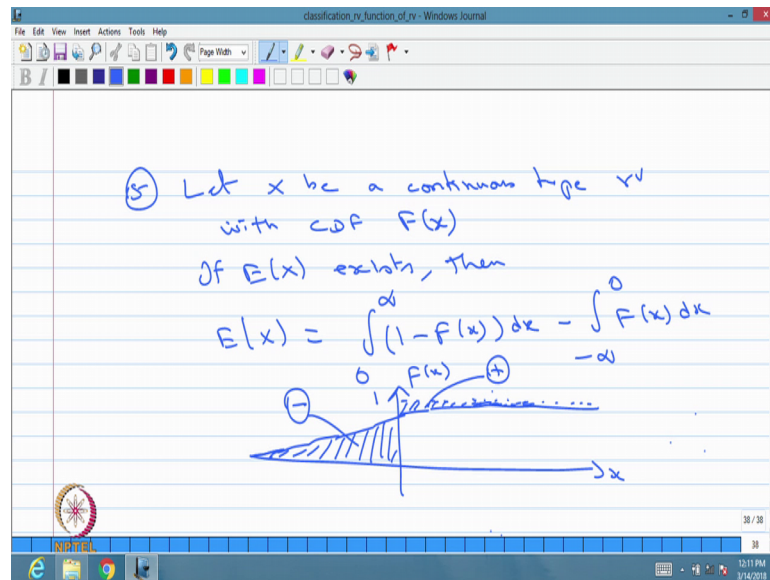 classification_rv_function_of_rv - Windows Journal
File Edit View Insert Actions Tools Help
Page Width
B I
⑤ Let X be a continuous type rv
with CDF F(x)
If E(X) exists, then
E(X) = ∫₀^∞ (1 - F(x)) dx - ∫_{-∞}^0 F(x) dx
F(x)
1
+
-
x
38 / 38
38
NPTEL
12:11 PM
3/14/2018